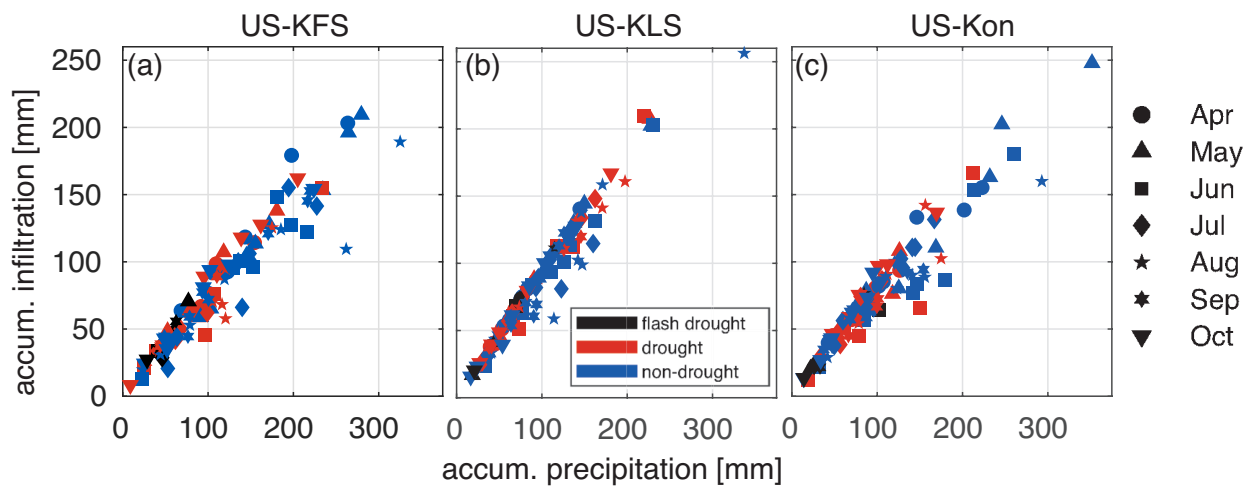 US-KFS US-KLS US-Kon
(a) (b) (c)
250
200
150
100
50
0
accum. infiltration [mm]
0 100 200 300 0 100 200 300 0 100 200 300
accum. precipitation [mm]
flash drought
drought
non-drought
Apr
May
Jun
Jul
Aug
Sep
Oct